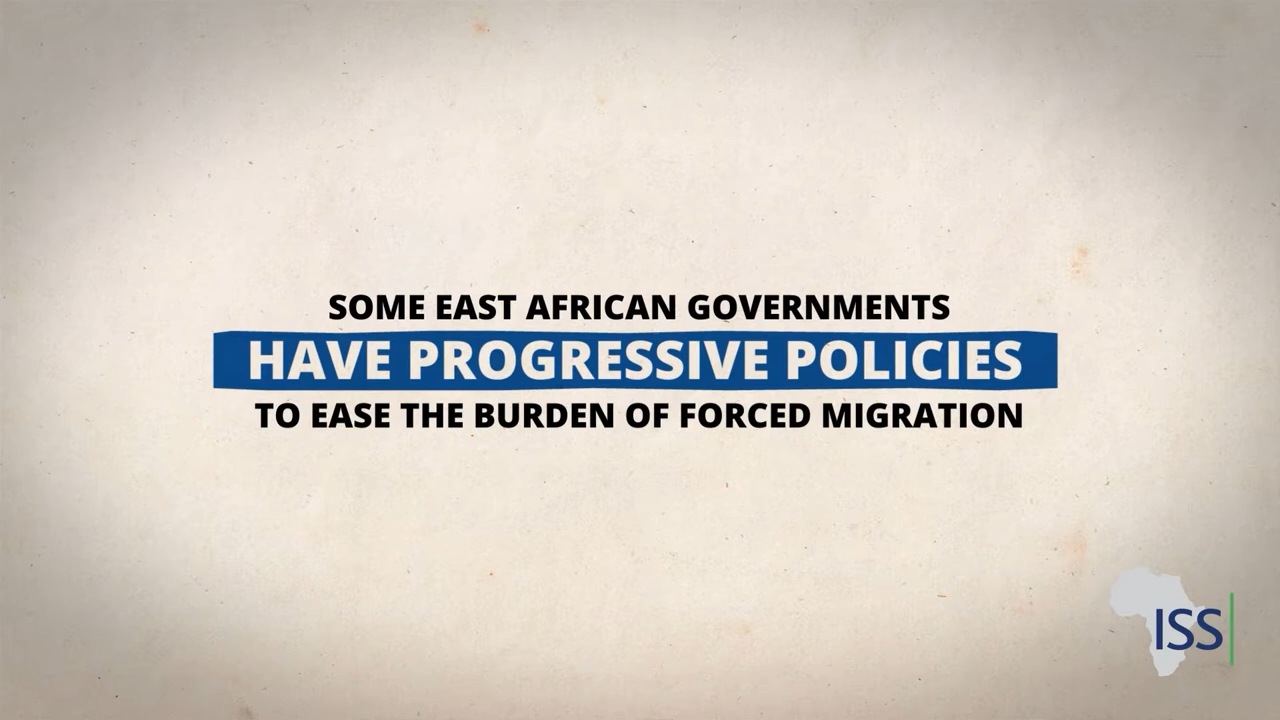 SOME EAST AFRICAN GOVERNMENTS
HAVE PROGRESSIVE POLICIES
TO EASE THE BURDEN OF FORCED MIGRATION
ISS